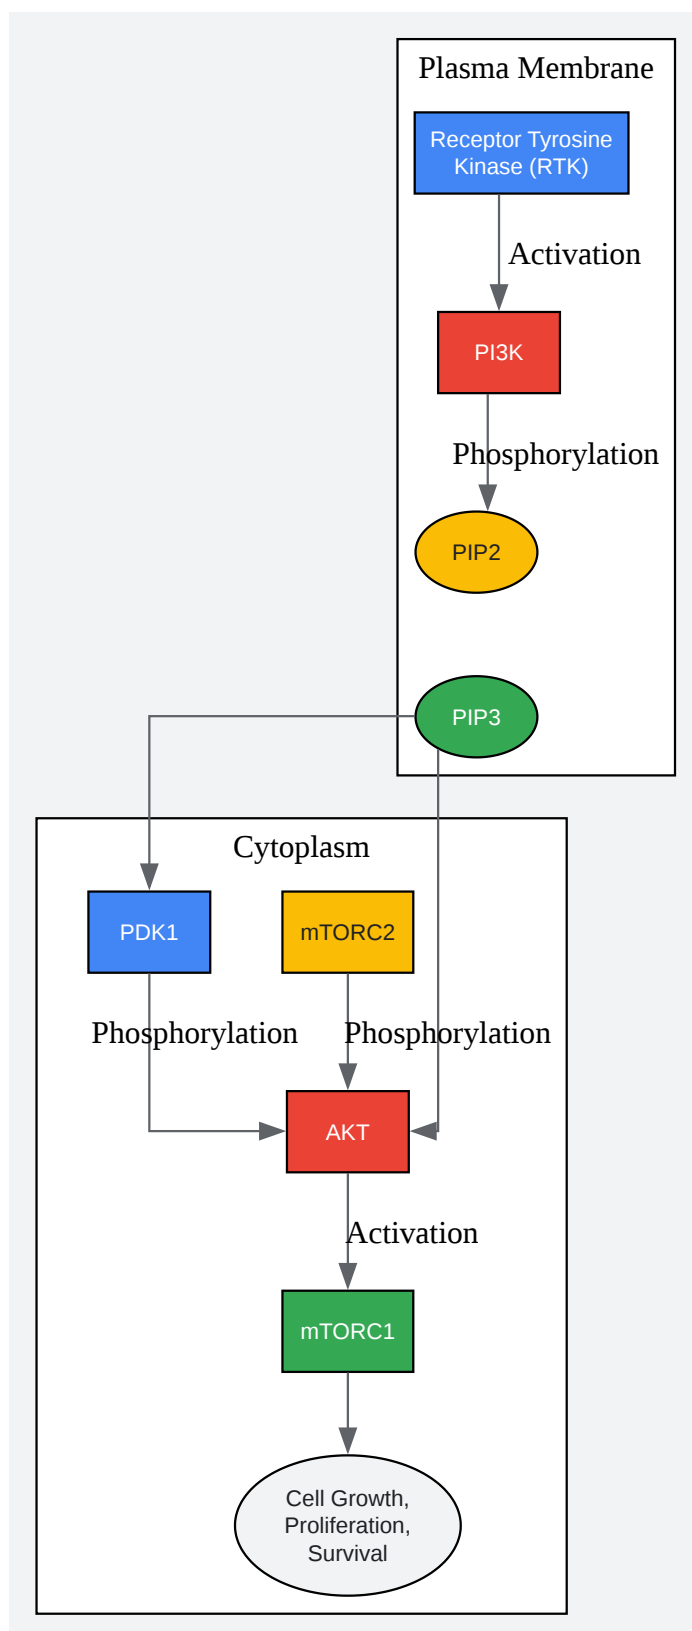 Plasma Membrane
Receptor Tyrosine
Kinase (RTK)
Activation
PI3K
Phosphorylation
PIP2
PIP3
Cytoplasm
PDK1
mTORC2
Phosphorylation
Phosphorylation
AKT
Activation
mTORC1
Cell Growth,
Proliferation,
Survival